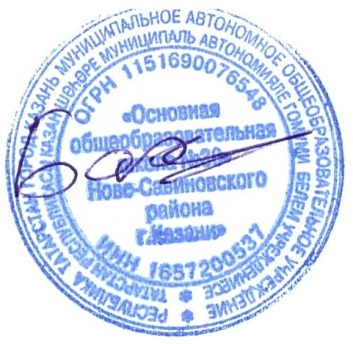 РЕСПУБЛИКА ТАТАРСТАН ГОРОД КАЗАНЬ МУНИЦИПАЛЬНОЕ АВТОНОМНОЕ ОБЩЕОБРАЗОВАТЕЛЬНОЕ УЧРЕЖДЕНИЕ
ТАТАРСТАН РЕСПУБЛИКАСЫ КАЗАН ШӘҺӘРЕ МУНИЦИПАЛЬ АВТОНОМИЯЛЕ ГОМУМИ БЕЛЕМ УЧРЕЖДЕНИЕСЕ
ОГРН 1151690076548
«Основная
общеобразовательная
Ново-Савиновского
района
г.Казани»
ИНН 1657200537